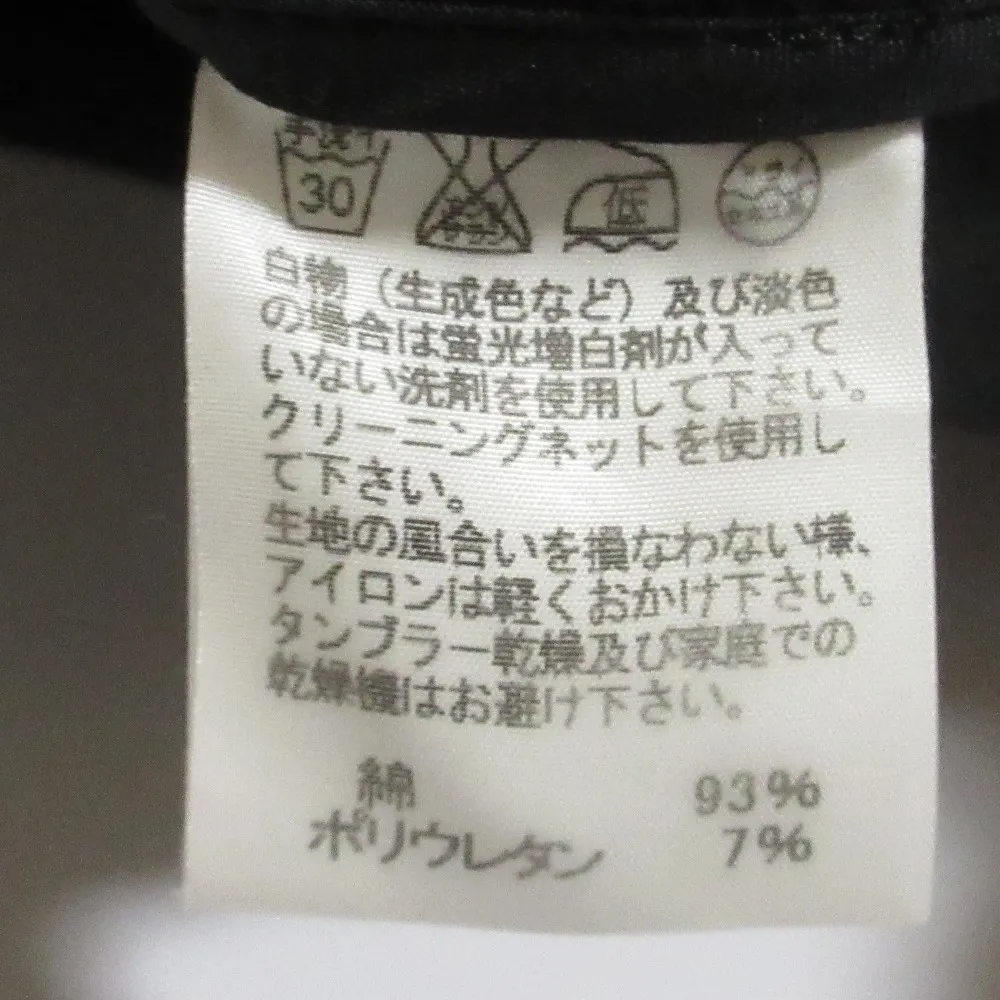 手洗イ
30
低
ドライ
白物（生成色など）及び淡色
の場合は蛍光増白剤が入って
いない洗剤を使用して下さい。
クリーニングネットを使用し
て下さい。
生地の風合いを損なわない様、
アイロンは軽くおかけ下さい。
タンブラー乾燥及び家庭での
乾燥機はお避け下さい。
綿 93%
ポリウレタン 7%